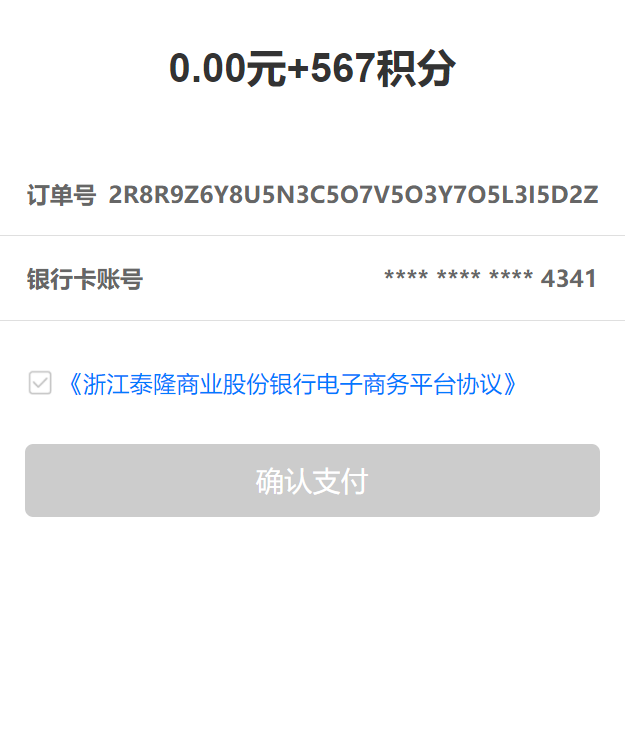 0.00元+567积分
订单号 2R8R9Z6Y8U5N3C5O7V5O3Y7O5L3I5D2Z
银行卡账号 **** **** **** 4341
《浙江泰隆商业股份银行电子商务平台协议》
确认支付